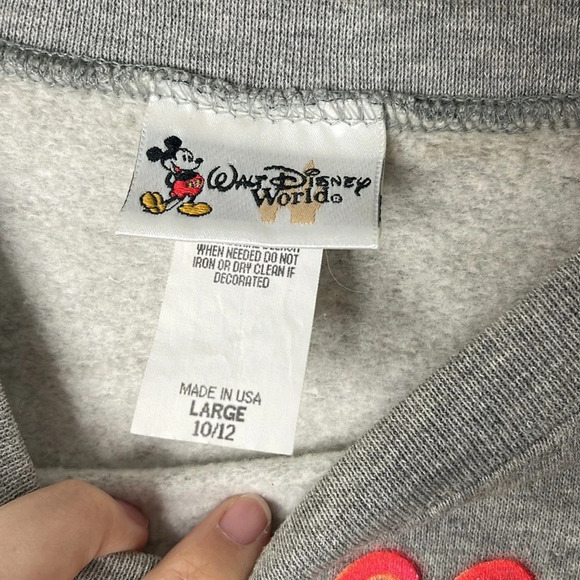 WALT DISNEY
WORLD®
WHEN NEEDED DO NOT
IRON OR DRY CLEAN IF
DECORATED
MADE IN USA
LARGE
10/12